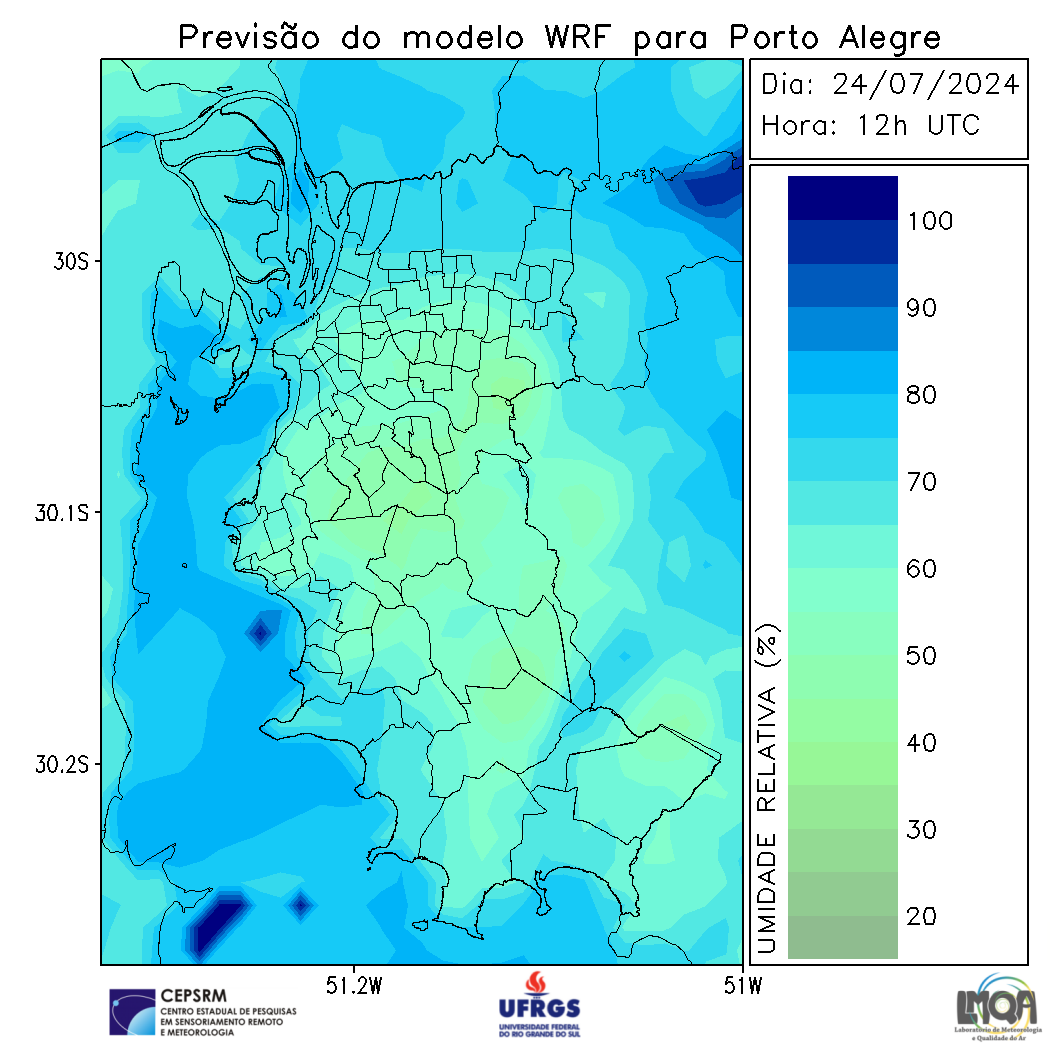 Previsão do modelo WRF para Porto Alegre
Dia: 24/07/2024
Hora: 12h UTC
100
90
80
70
60
50
40
30
20
UMIDADE RELATIVA (%)
30S
30.1S
30.2S
51.2W
51W
CEPSRM
CENTRO ESTADUAL DE PESQUISAS
EM SENSORIAMENTO REMOTO
E METEOROLOGIA
UFRGS
UNIVERSIDADE FEDERAL
DO RIO GRANDE DO SUL
LMQA
Laboratório de Meteorologia
e Qualidade do Ar